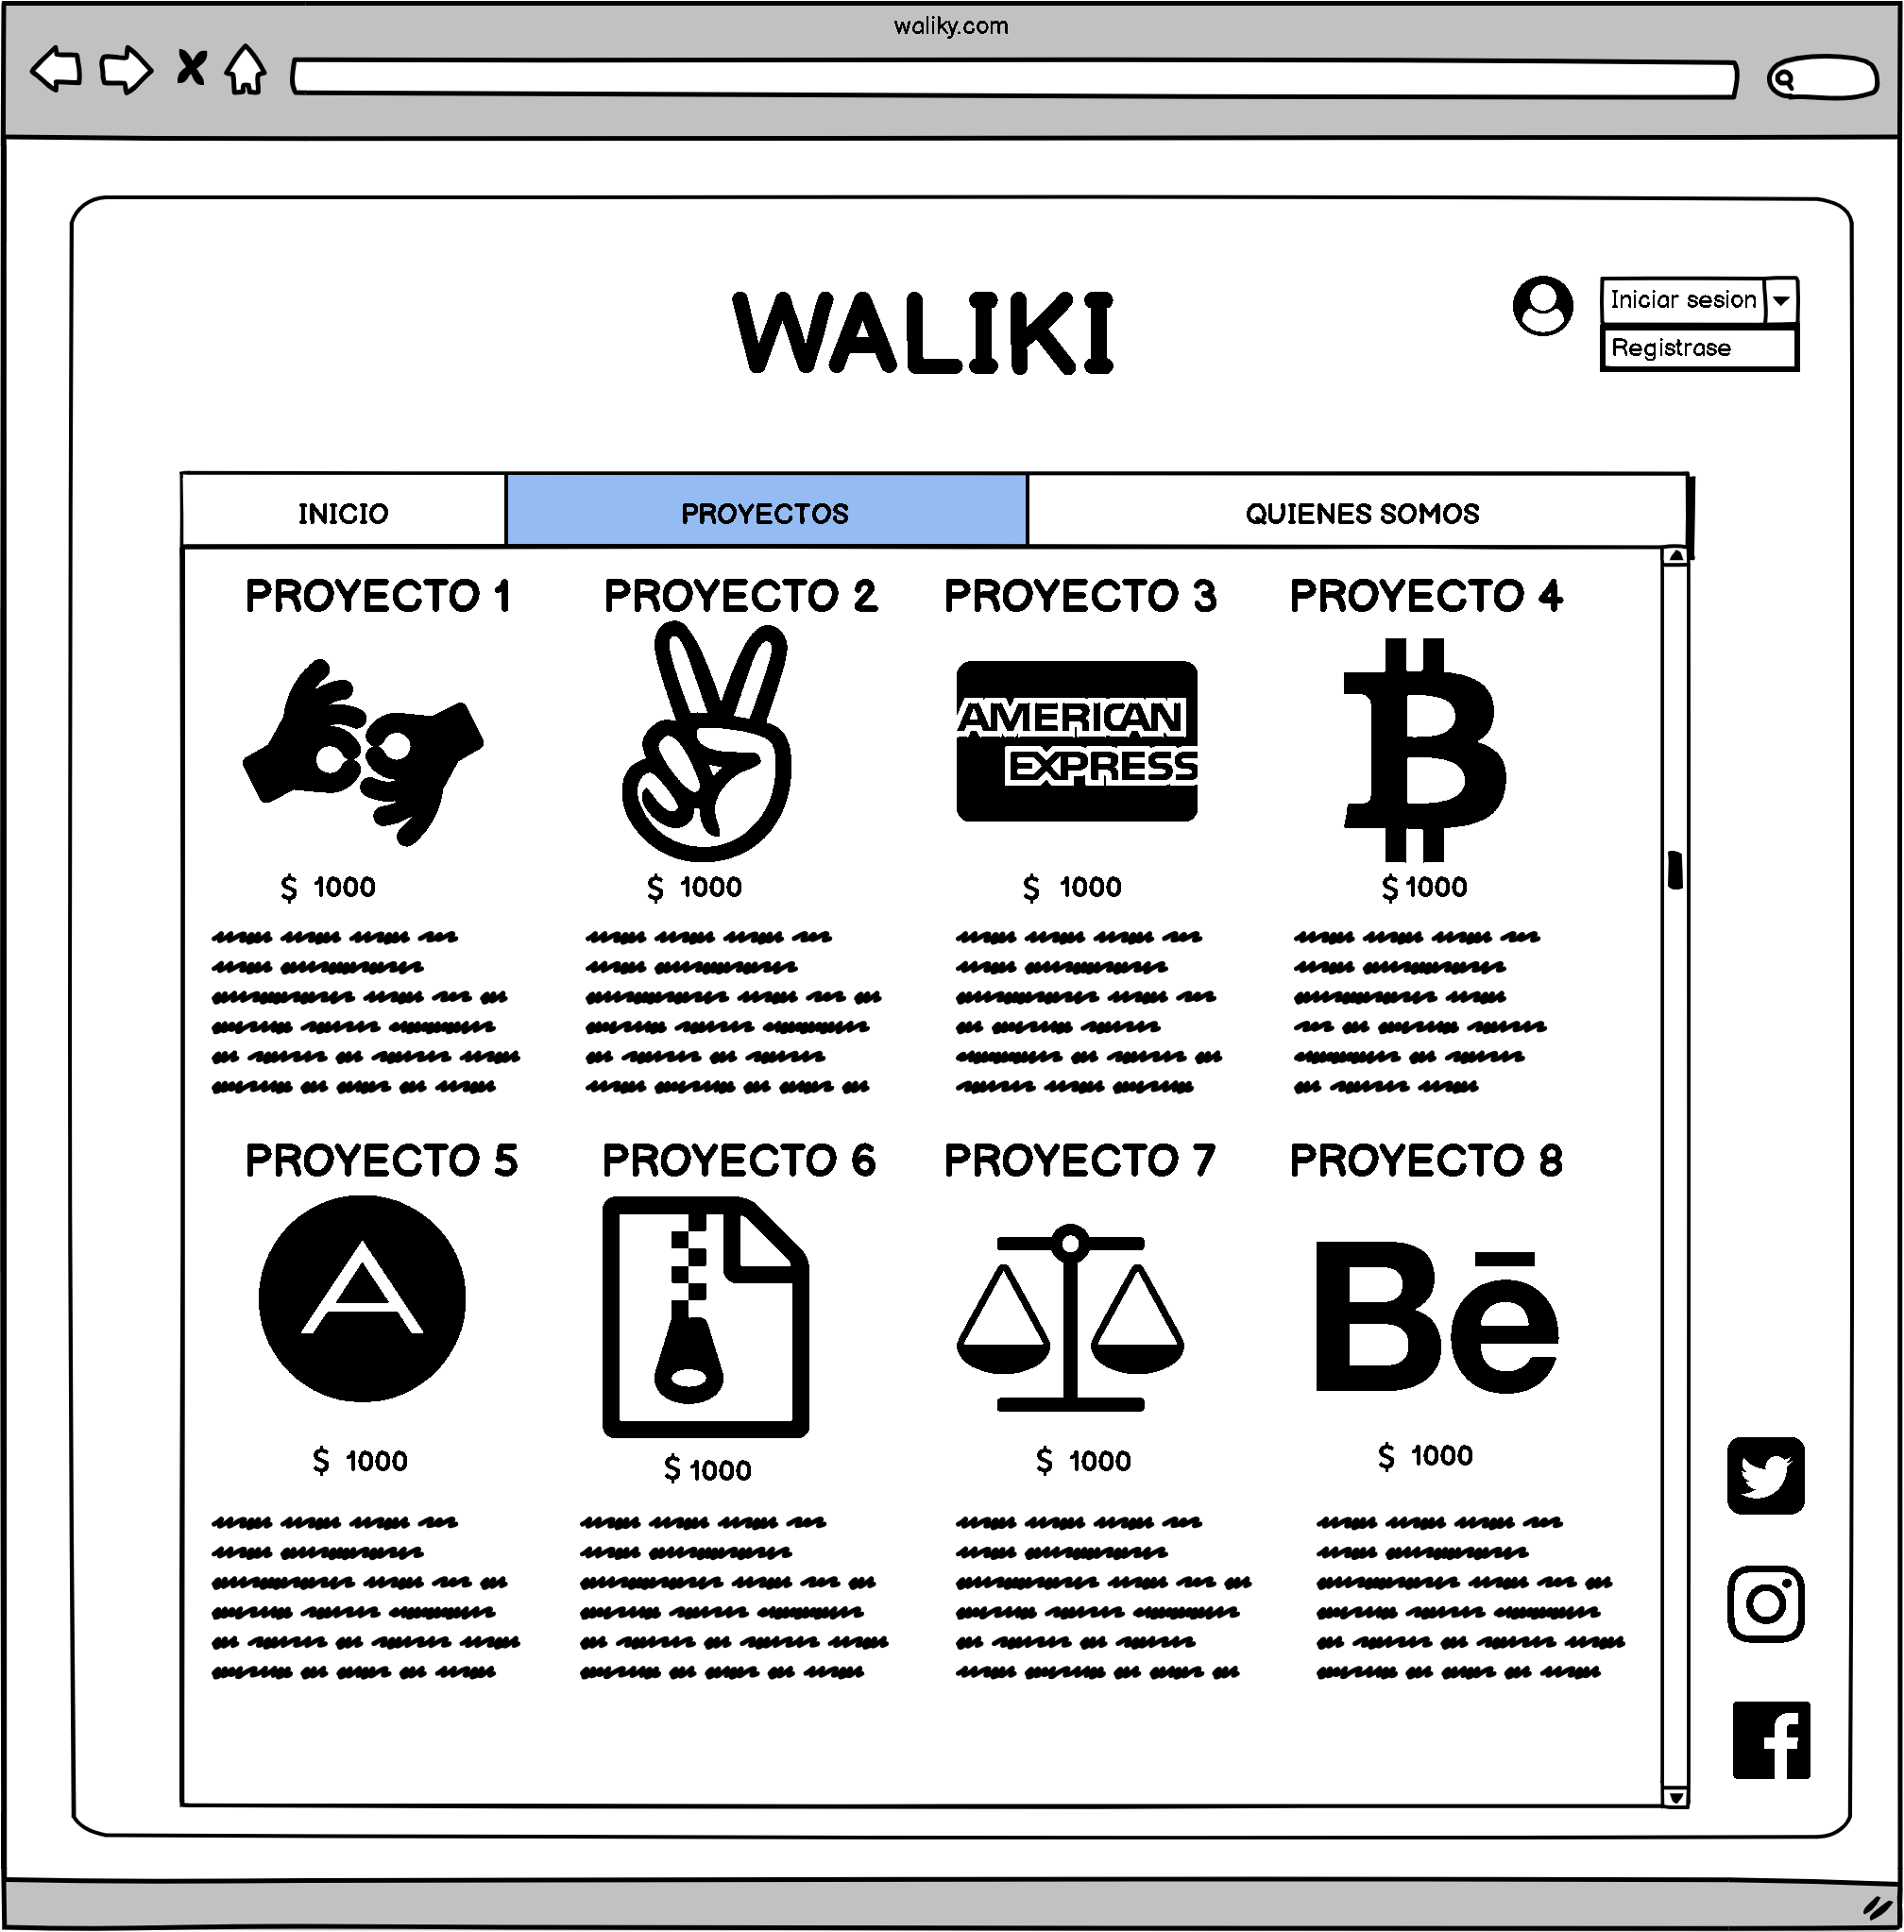 waliky.com
WALIKI
Iniciar sesion
Registrase
INICIO PROYECTOS QUIENES SOMOS
PROYECTO 1 PROYECTO 2 PROYECTO 3 PROYECTO 4
AMERICAN
EXPRESS
$ 1000 $ 1000 $ 1000 $ 1000
PROYECTO 5 PROYECTO 6 PROYECTO 7 PROYECTO 8
A Bē
$ 1000 $ 1000 $ 1000 $ 1000